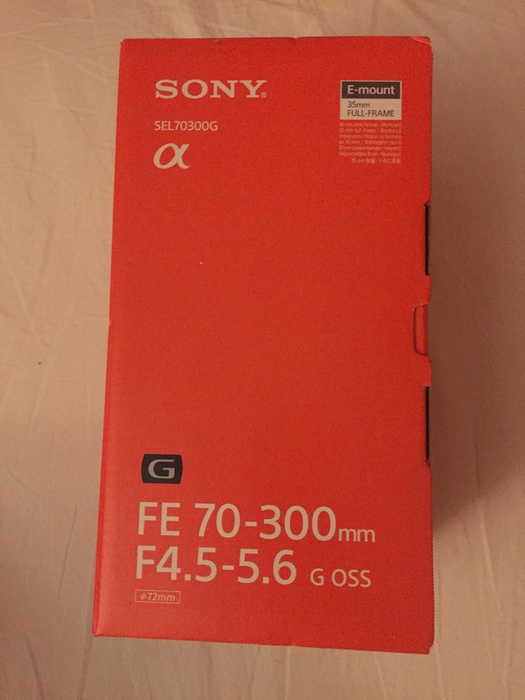 SONY®
E-mount
35mm
FULL-FRAME
SEL70300G
α
G
FE 70-300mm
F4.5-5.6 G OSS
ϕ72mm